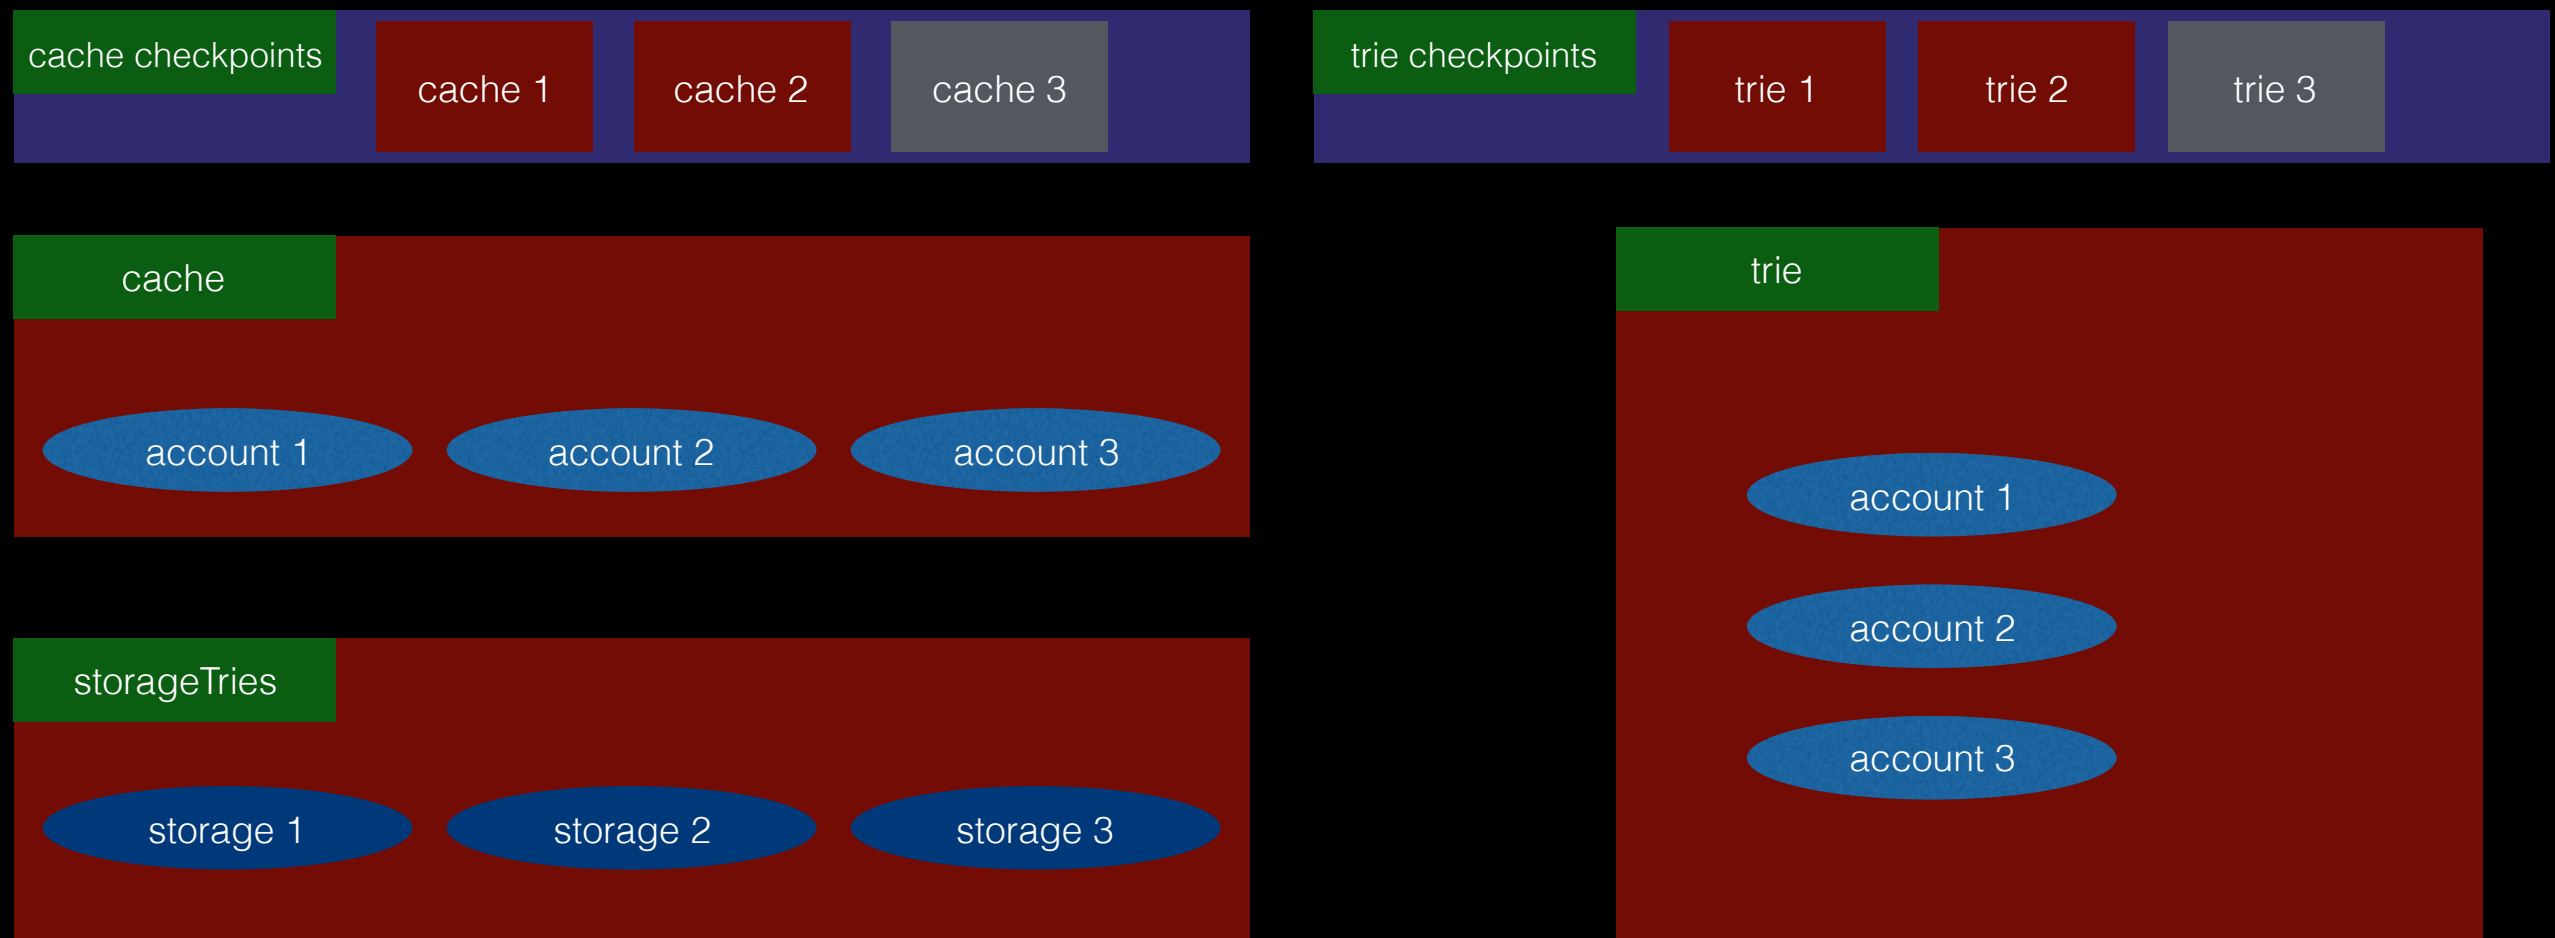 cache checkpoints
cache 1
cache 2
cache 3
trie checkpoints
trie 1
trie 2
trie 3
cache
account 1
account 2
account 3
storageTries
storage 1
storage 2
storage 3
trie
account 1
account 2
account 3